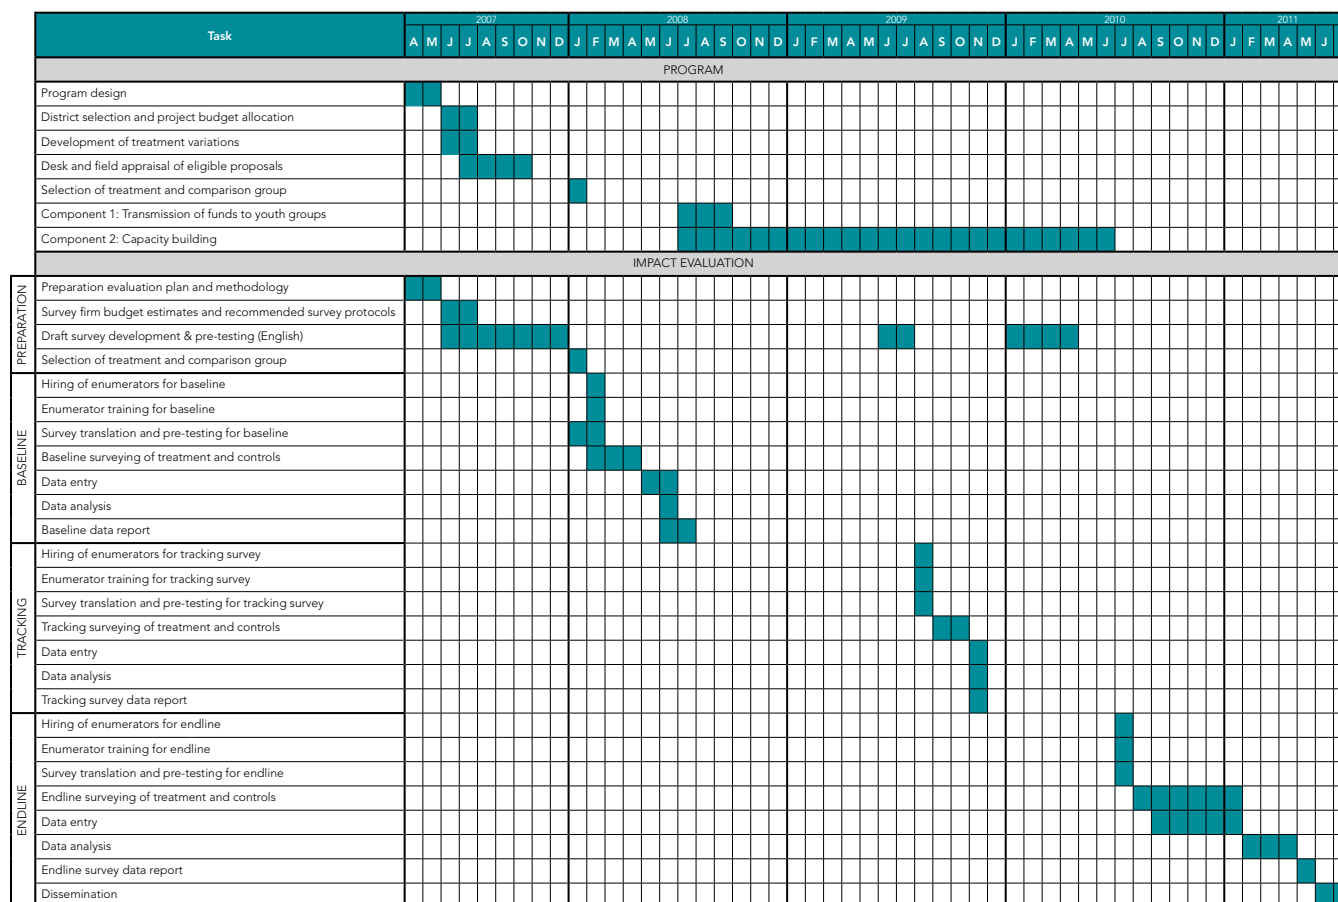 Task
2007 2008 2009 2010 2011
A M J J A S O N D J F M A M J J A S O N D J F M A M J J A S O N D J F M A M J J A S O N D J F M A M J
PROGRAM
Program design
District selection and project budget allocation
Development of treatment variations
Desk and field appraisal of eligible proposals
Selection of treatment and comparison group
Component 1: Transmission of funds to youth groups
Component 2: Capacity building
IMPACT EVALUATION
PREPARATION
Preparation evaluation plan and methodology
Survey firm budget estimates and recommended survey protocols
Draft survey development & pre-testing (English)
Selection of treatment and comparison group
BASELINE
Hiring of enumerators for baseline
Enumerator training for baseline
Survey translation and pre-testing for baseline
Baseline surveying of treatment and controls
Data entry
Data analysis
Baseline data report
TRACKING
Hiring of enumerators for tracking survey
Enumerator training for tracking survey
Survey translation and pre-testing for tracking survey
Tracking surveying of treatment and controls
Data entry
Data analysis
Tracking survey data report
ENDLINE
Hiring of enumerators for endline
Enumerator training for endline
Survey translation and pre-testing for endline
Endline surveying of treatment and controls
Data entry
Data analysis
Endline survey data report
Dissemination